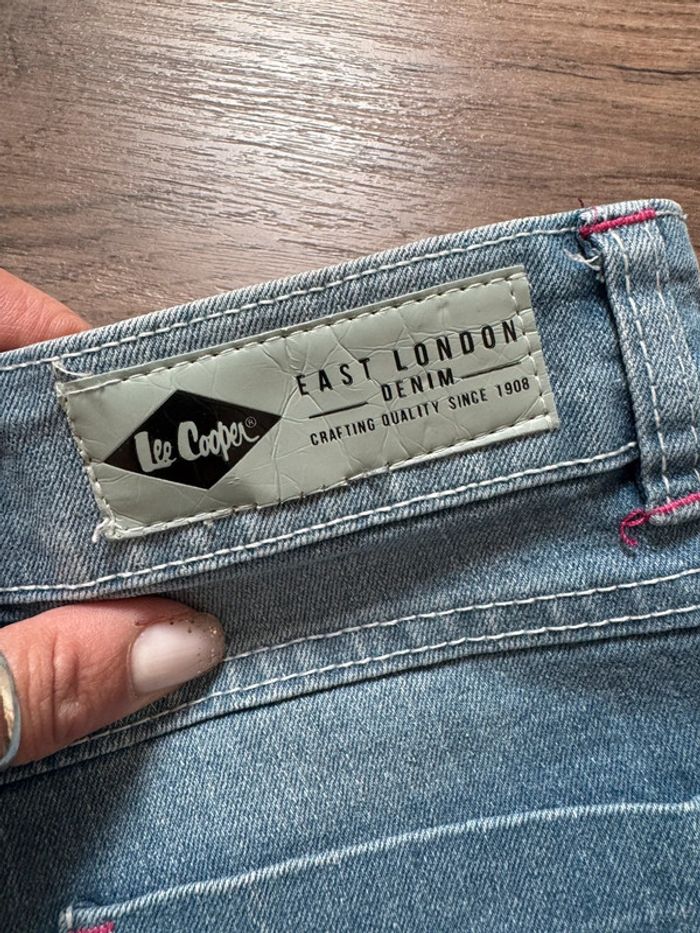 Lee Cooper®
EAST LONDON
DENIM
CRAFTING QUALITY SINCE 1908